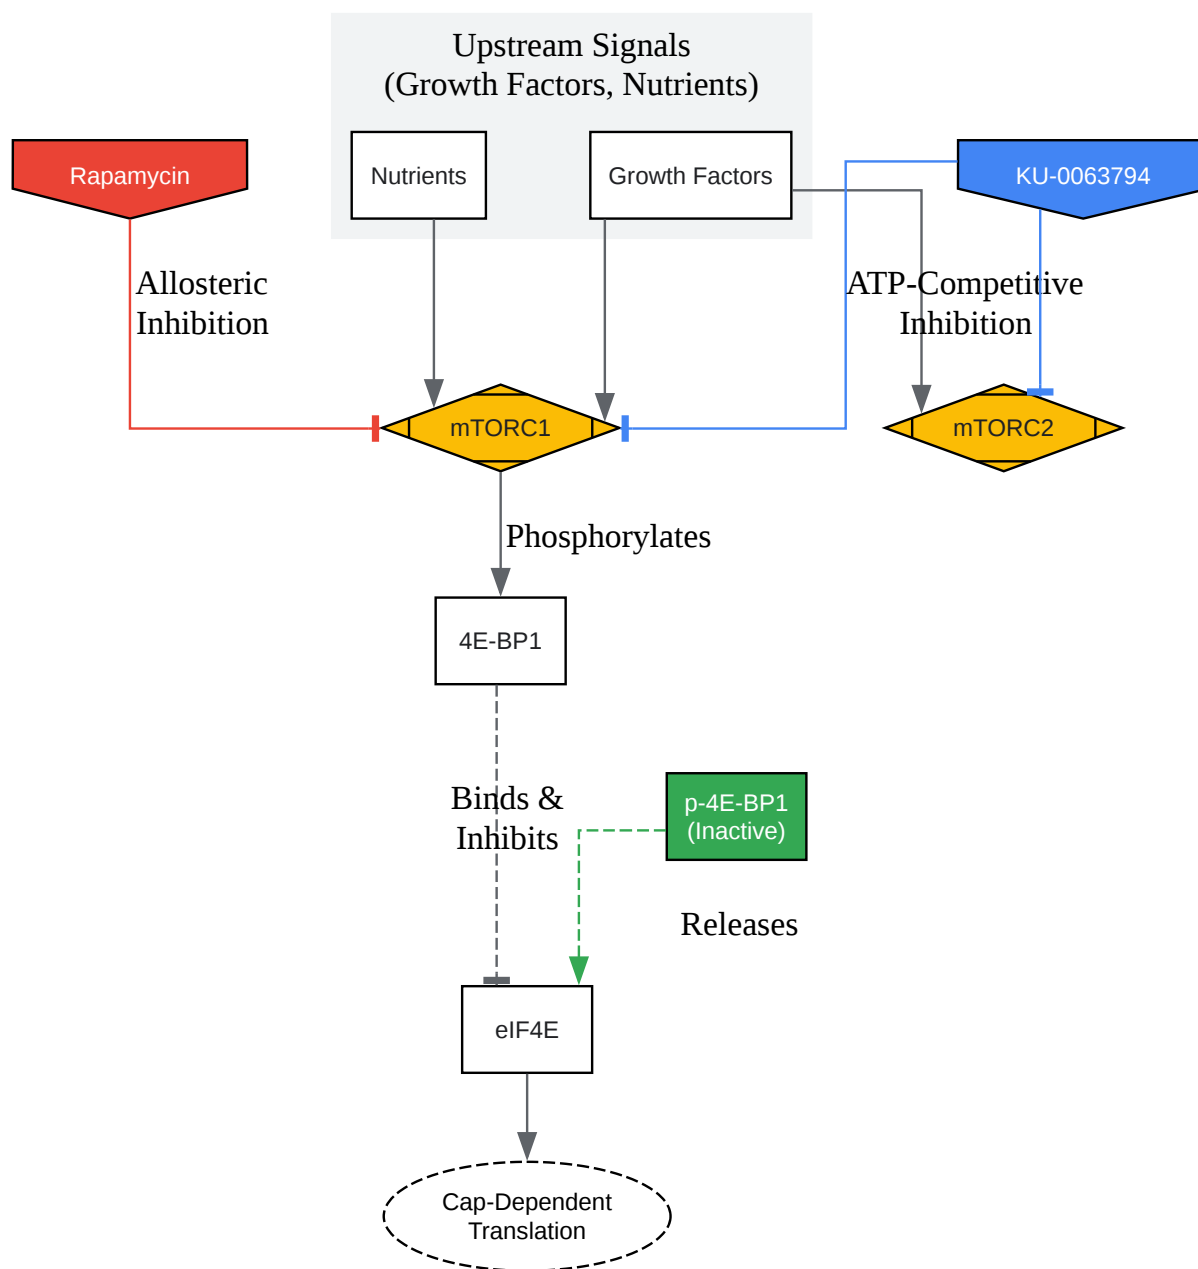 Upstream Signals
(Growth Factors, Nutrients)
Rapamycin
Nutrients
Growth Factors
KU-0063794
Allosteric
Inhibition
ATP-Competitive
Inhibition
mTORC1
mTORC2
Phosphorylates
4E-BP1
Binds &
Inhibits
p-4E-BP1
(Inactive)
Releases
eIF4E
Cap-Dependent
Translation